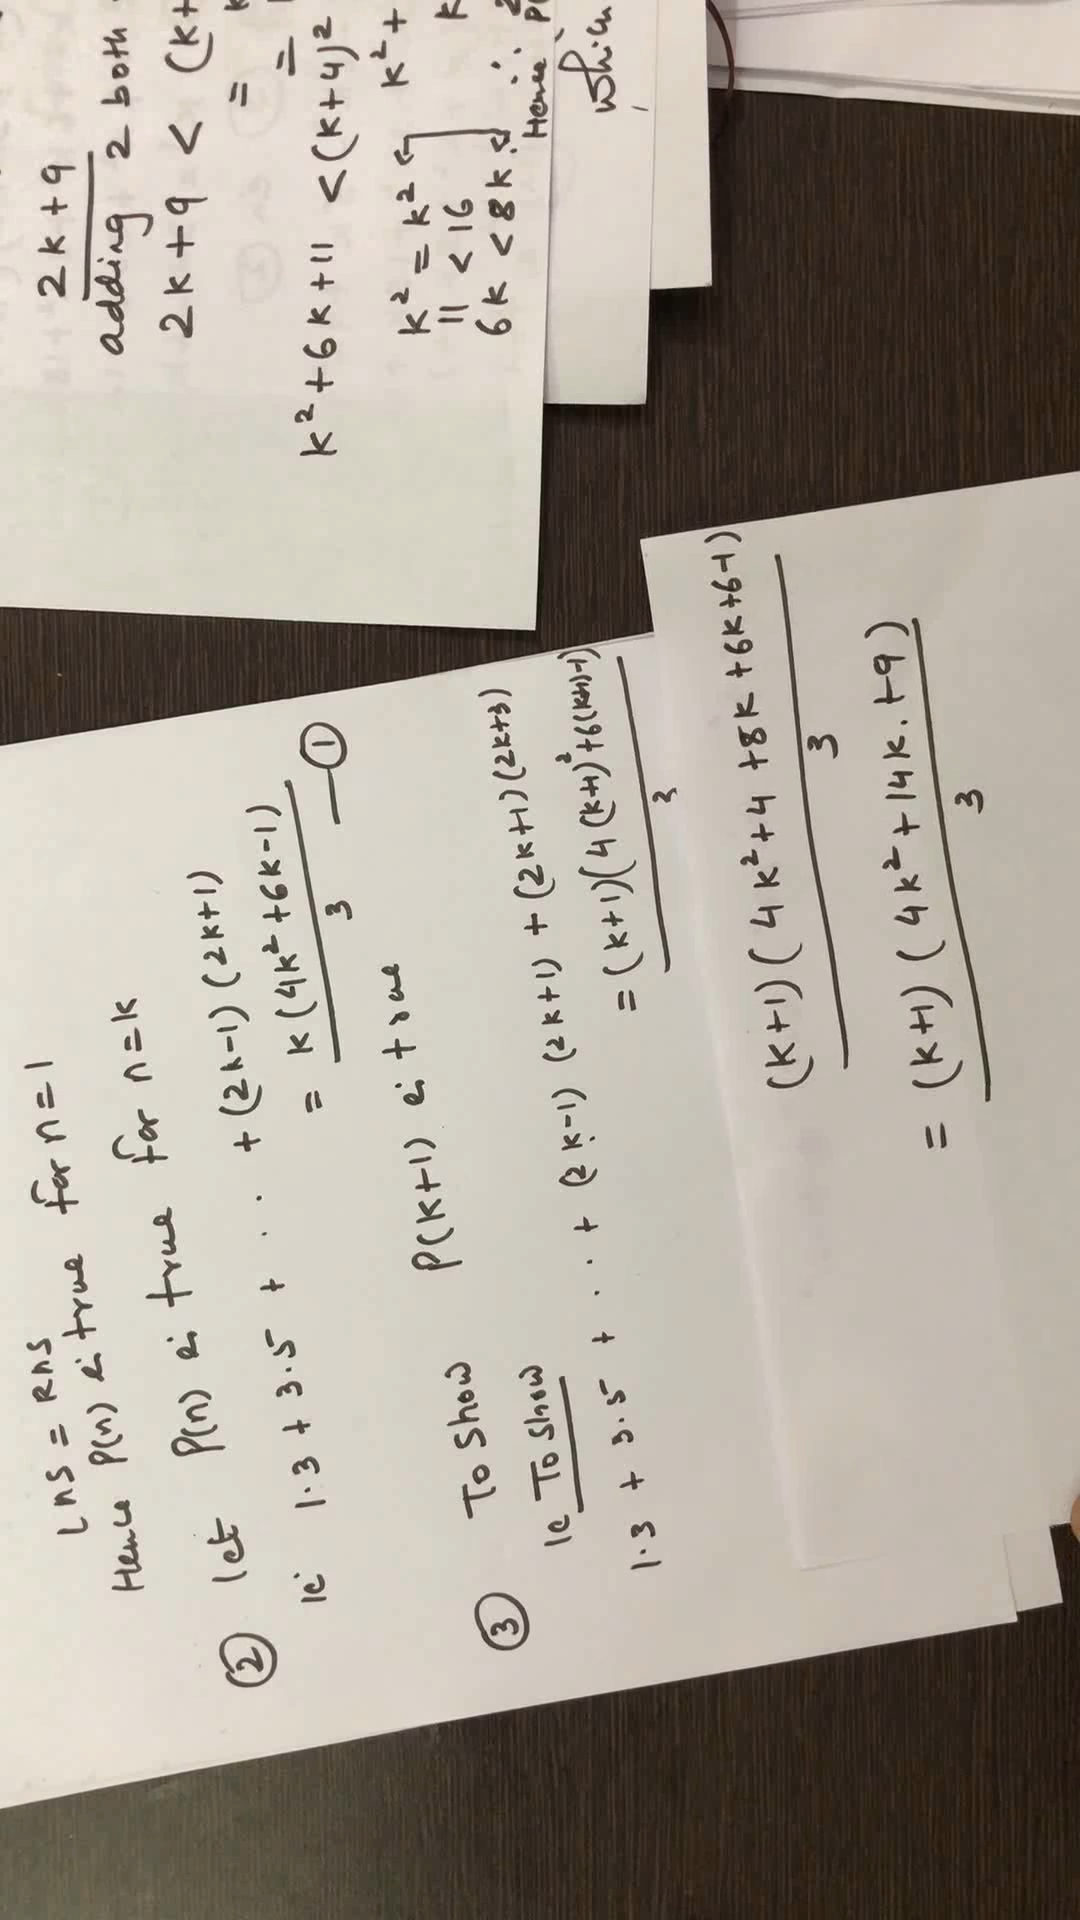 2k+9
adding 2 both
2k+9 < (k+
=
k²+6k+11 <(k+4)²
=
k² = k²
11 < 16
6k < 8k
k²+
∴
Hence P(
which
LHS = RHS
Hence P(n) is true for n=1
② let P(n) is true for n=k
ie 1.3 + 3.5 + . . + (2k-1) (2k+1)
= k (4k²+6k-1)
3 — ①
③ To Show P(k+1) is true
ie To Show
1.3 + 3.5 + . . + (2k-1) (2k+1) + (2k+1) (2k+3)
= (k+1)(4(k+1)²+6(k+1)-1)
3
(k+1) ( 4k²+4 +8k +6k+6-1)
3
= (k+1) ( 4k²+14k.+9)
3